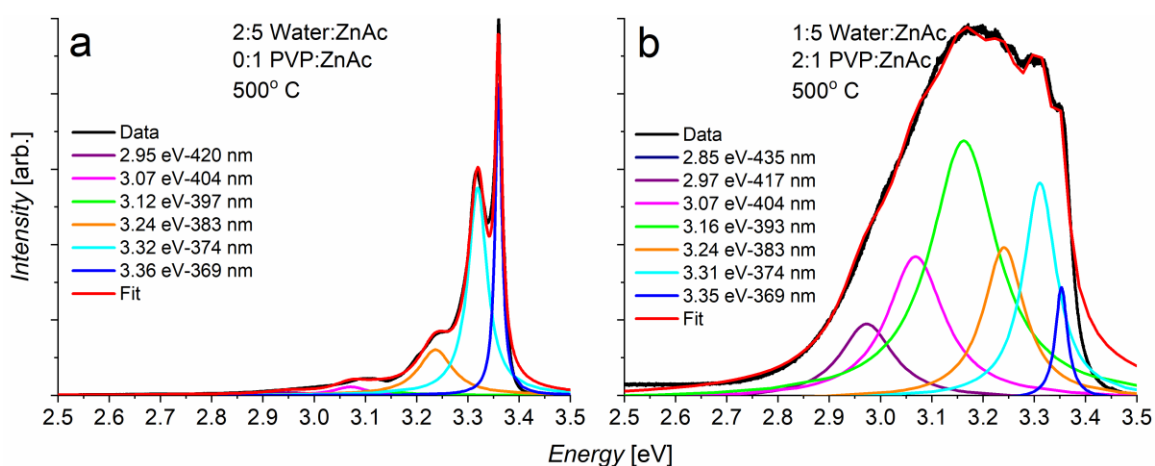 a
2:5 Water:ZnAc
0:1 PVP:ZnAc
500° C
Data
2.95 eV-420 nm
3.07 eV-404 nm
3.12 eV-397 nm
3.24 eV-383 nm
3.32 eV-374 nm
3.36 eV-369 nm
Fit
b
1:5 Water:ZnAc
2:1 PVP:ZnAc
500° C
Data
2.85 eV-435 nm
2.97 eV-417 nm
3.07 eV-404 nm
3.16 eV-393 nm
3.24 eV-383 nm
3.31 eV-374 nm
3.35 eV-369 nm
Fit
Intensity [arb.]
2.5 2.6 2.7 2.8 2.9 3.0 3.1 3.2 3.3 3.4 3.5
2.5 2.6 2.7 2.8 2.9 3.0 3.1 3.2 3.3 3.4 3.5
Energy [eV]